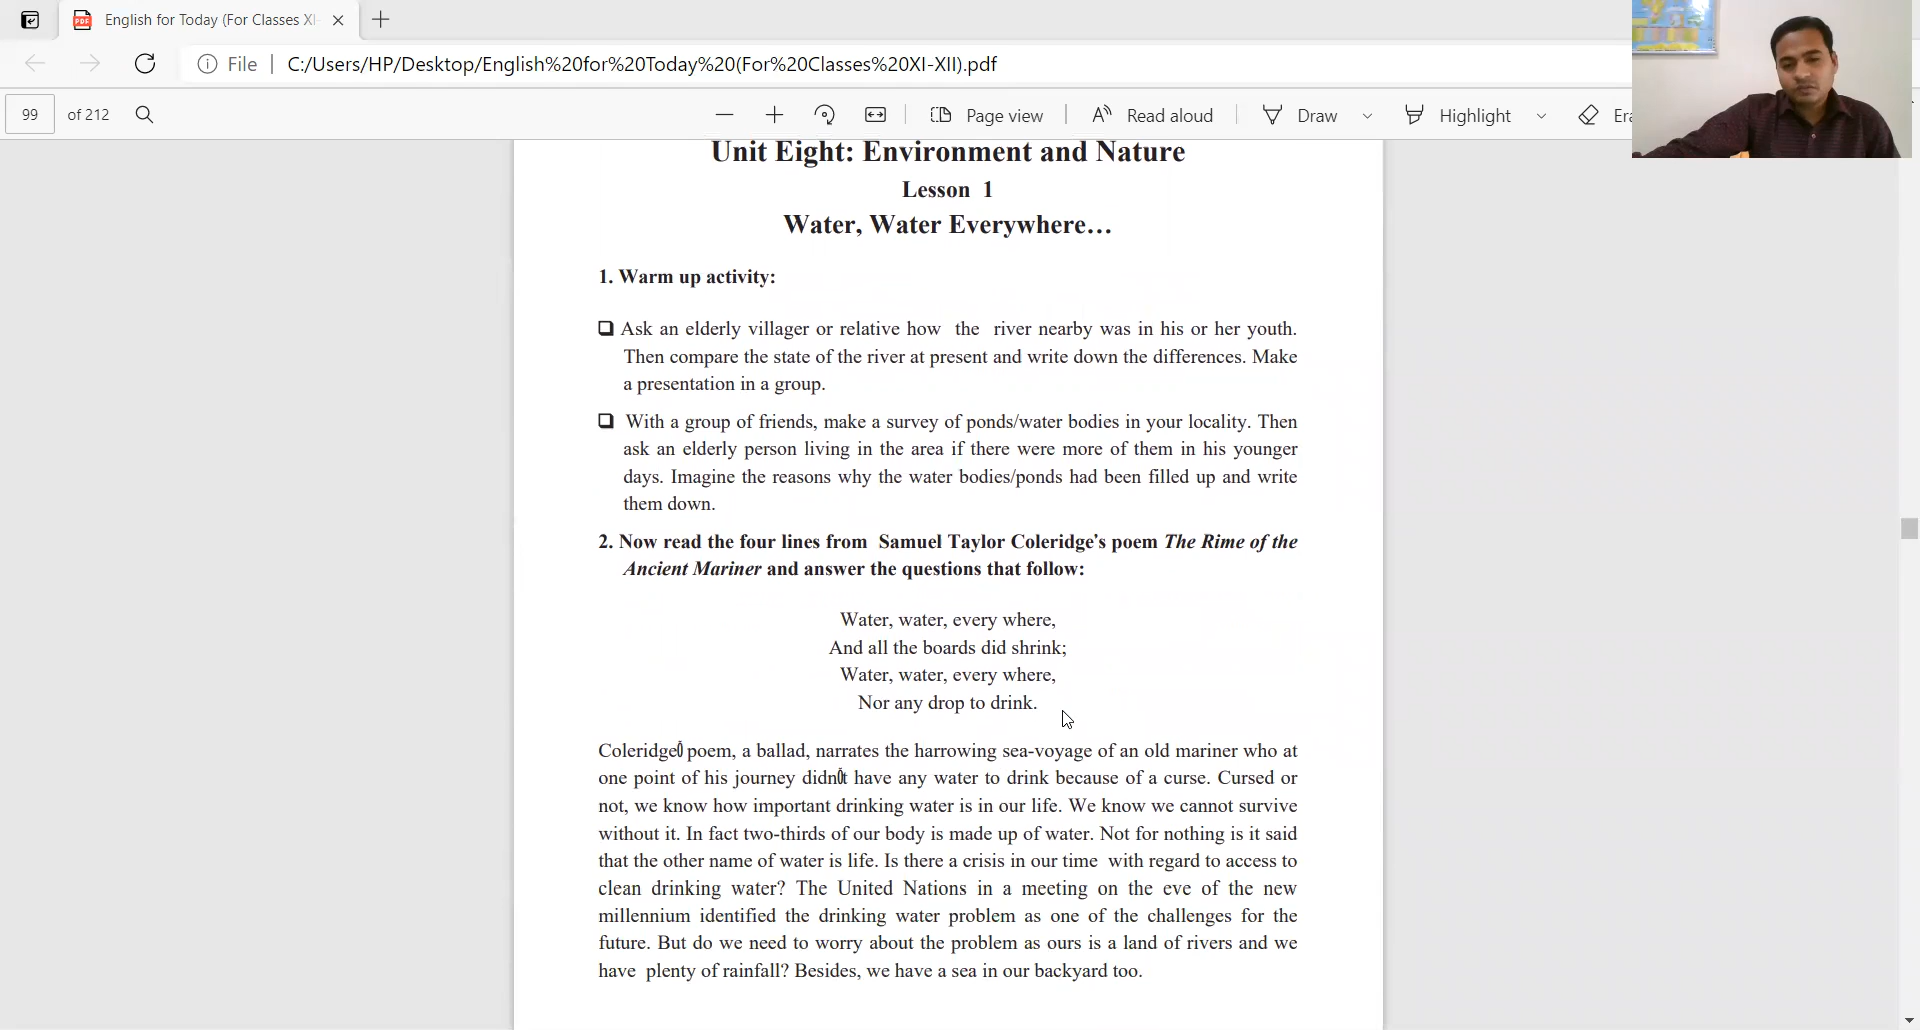 English for Today (For Classes XI-
File
C:/Users/HP/Desktop/English%20for%20Today%20(For%20Classes%20XI-XII).pdf
99 of 212
Page view
Read aloud
Draw
Highlight
Era
Unit Eight: Environment and Nature
Lesson 1
Water, Water Everywhere…
1. Warm up activity:
Ask an elderly villager or relative how the river nearby was in his or her youth.
Then compare the state of the river at present and write down the differences. Make
a presentation in a group.
With a group of friends, make a survey of ponds/water bodies in your locality. Then
ask an elderly person living in the area if there were more of them in his younger
days. Imagine the reasons why the water bodies/ponds had been filled up and write
them down.
2. Now read the four lines from Samuel Taylor Coleridge's poem The Rime of the
Ancient Mariner and answer the questions that follow:
Water, water, every where,
And all the boards did shrink;
Water, water, every where,
Nor any drop to drink.
Coleridge poem, a ballad, narrates the harrowing sea-voyage of an old mariner who at
one point of his journey didn't have any water to drink because of a curse. Cursed or
not, we know how important drinking water is in our life. We know we cannot survive
without it. In fact two-thirds of our body is made up of water. Not for nothing is it said
that the other name of water is life. Is there a crisis in our time with regard to access to
clean drinking water? The United Nations in a meeting on the eve of the new
millennium identified the drinking water problem as one of the challenges for the
future. But do we need to worry about the problem as ours is a land of rivers and we
have plenty of rainfall? Besides, we have a sea in our backyard too.